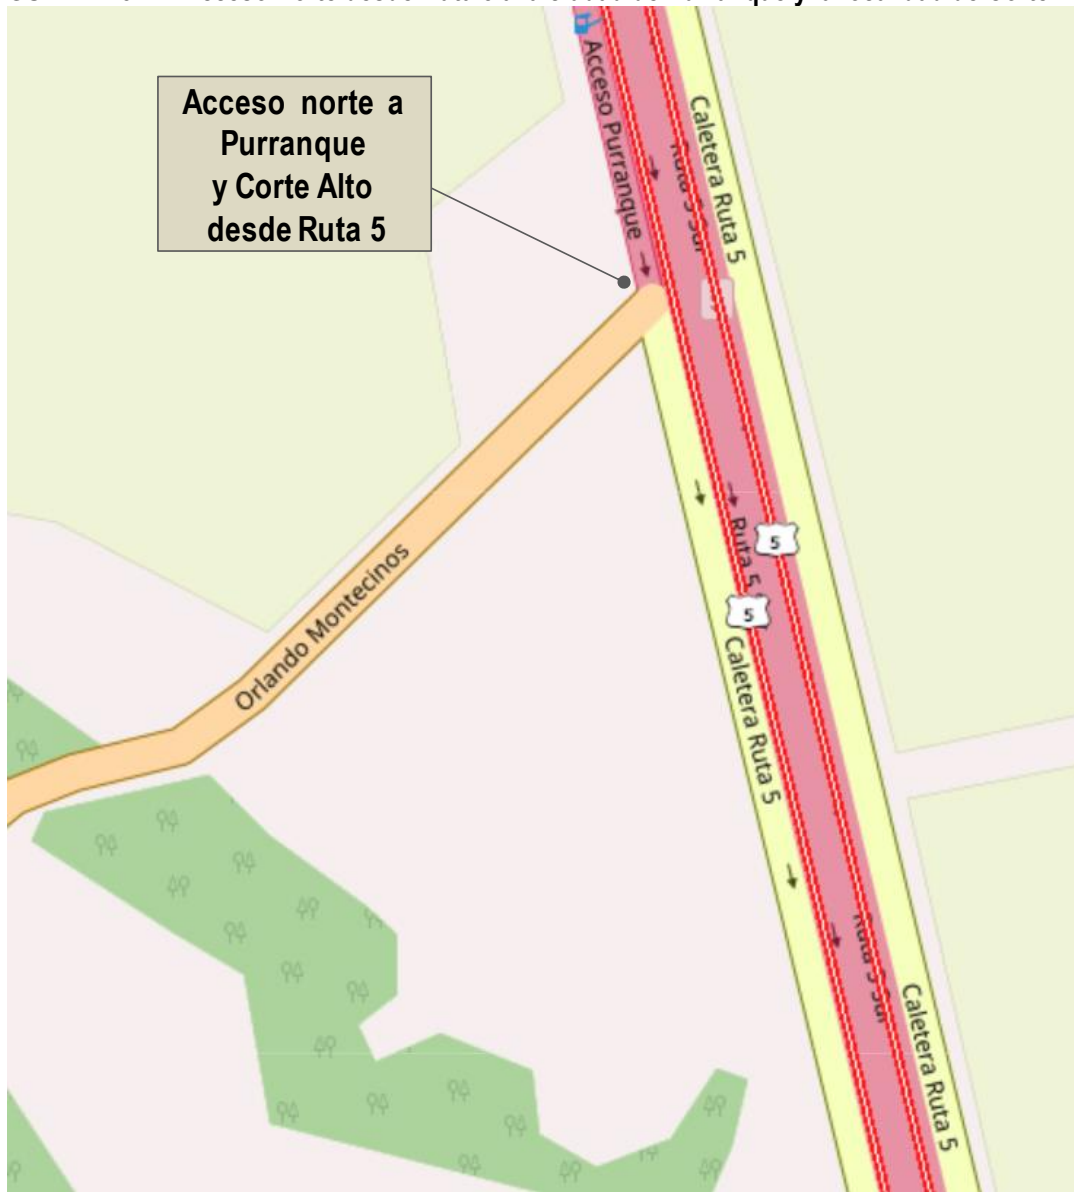 Acceso norte a
Purranque
y Corte Alto
desde Ruta 5
Acceso Purranque
Caletera Ruta 5
Ruta 5 Sur
5
Ruta 5
5
Orlando Montecinos
Caletera Ruta 5
Ruta 5 Sur
Caletera Ruta 5